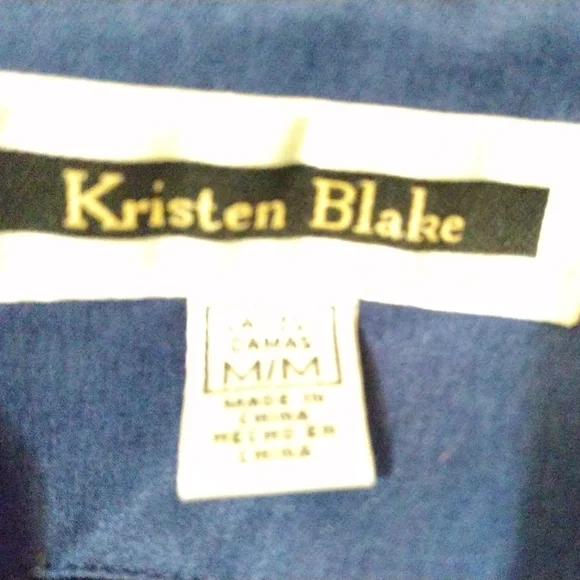 Kristen Blake
DAMAS
M/M
MADE IN
CHINA
HECHO EN
CHINA